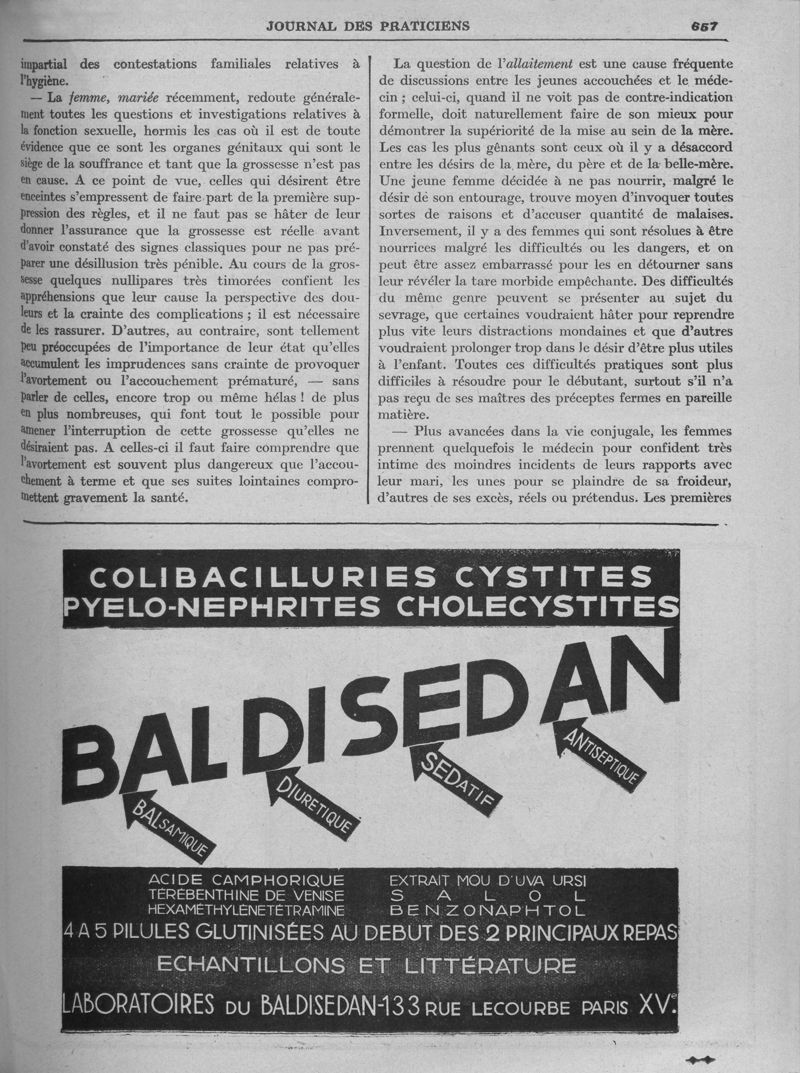 JOURNAL DES PRATICIENS 657
impartial des contestations familiales relatives à
l'hygiène.
— La femme, mariée récemment, redoute générale-
ment toutes les questions et investigations relatives à
la fonction sexuelle, hormis les cas où il est de toute
évidence que ce sont les organes génitaux qui sont le
siège de la souffrance et tant que la grossesse n'est pas
en cause. A ce point de vue, celles qui désirent être
enceintes s'empressent de faire part de la première sup-
pression des règles, et il ne faut pas se hâter de leur
donner l'assurance que la grossesse est réelle avant
d'avoir constaté des signes classiques pour ne pas pré-
parer une désillusion très pénible. Au cours de la gros-
sesse quelques nullipares très timorées confient les
appréhensions que leur cause la perspective des dou-
leurs et la crainte des complications ; il est nécessaire
de les rassurer. D'autres, au contraire, sont tellement
peu préoccupées de l'importance de leur état qu'elles
accumulent les imprudences sans crainte de provoquer
l'avortement ou l'accouchement prématuré, — sans
parler de celles, encore trop ou même hélas ! de plus
en plus nombreuses, qui font tout le possible pour
amener l'interruption de cette grossesse qu'elles ne
désiraient pas. A celles-ci il faut faire comprendre que
l'avortement est souvent plus dangereux que l'accou-
chement à terme et que ses suites lointaines compro-
mettent gravement la santé.
La question de l'allaitement est une cause fréquente
de discussions entre les jeunes accouchées et le méde-
cin ; celui-ci, quand il ne voit pas de contre-indication
formelle, doit naturellement faire de son mieux pour
démontrer la supériorité de la mise au sein de la mère.
Les cas les plus gênants sont ceux où il y a désaccord
entre les désirs de la mère, du père et de la belle-mère.
Une jeune femme décidée à ne pas nourrir, malgré le
désir de son entourage, trouve moyen d'invoquer toutes
sortes de raisons et d'accuser quantité de malaises.
Inversement, il y a des femmes qui sont résolues à être
nourrices malgré les difficultés ou les dangers, et on
peut être assez embarrassé pour les en détourner sans
leur révéler la tare morbide empêchante. Des difficultés
du même genre peuvent se présenter au sujet du
sevrage, que certaines voudraient hâter pour reprendre
plus vite leurs distractions mondaines et que d'autres
voudraient prolonger trop dans le désir d'être plus utiles
à l'enfant. Toutes ces difficultés pratiques sont plus
difficiles à résoudre pour le débutant, surtout s'il n'a
pas reçu de ses maîtres des préceptes fermes en pareille
matière.
— Plus avancées dans la vie conjugale, les femmes
prennent quelquefois le médecin pour confident très
intime des moindres incidents de leurs rapports avec
leur mari, les unes pour se plaindre de sa froideur,
d'autres de ses excès, réels ou prétendus. Les premières
COLIBACILLURIES CYSTITES
PYELO-NEPHRITES CHOLECYSTITES
BALDISEDAN
BALSAMIQUE
DIURETIQUE
SEDATIF
ANTISEPTIQUE
ACIDE CAMPHORIQUE EXTRAIT MOU D'UVA URSI
TÉRÉBENTHINE DE VENISE SALOL
HEXAMÉTHYLÈNETÉTRAMINE BENZONAPHTOL
4 A 5 PILULES GLUTINISÉES AU DEBUT DES 2 PRINCIPAUX REPAS
ECHANTILLONS ET LITTÉRATURE
LABORATOIRES DU BALDISEDAN-133 RUE LECOURBE PARIS XVe.